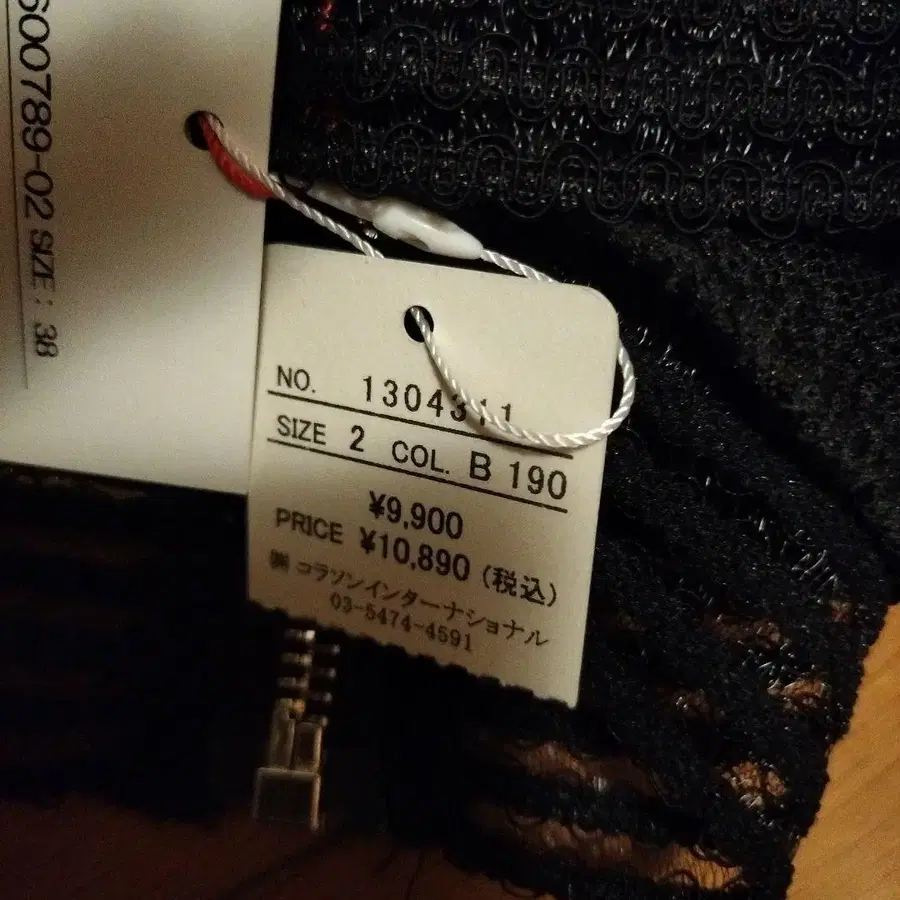 600789-02 SIZE: 38
NO. 1304311
SIZE 2 COL. B 190
¥9,900
PRICE ¥10,890 (税込)
㈱コラソンインターナショナル
03-5474-4591